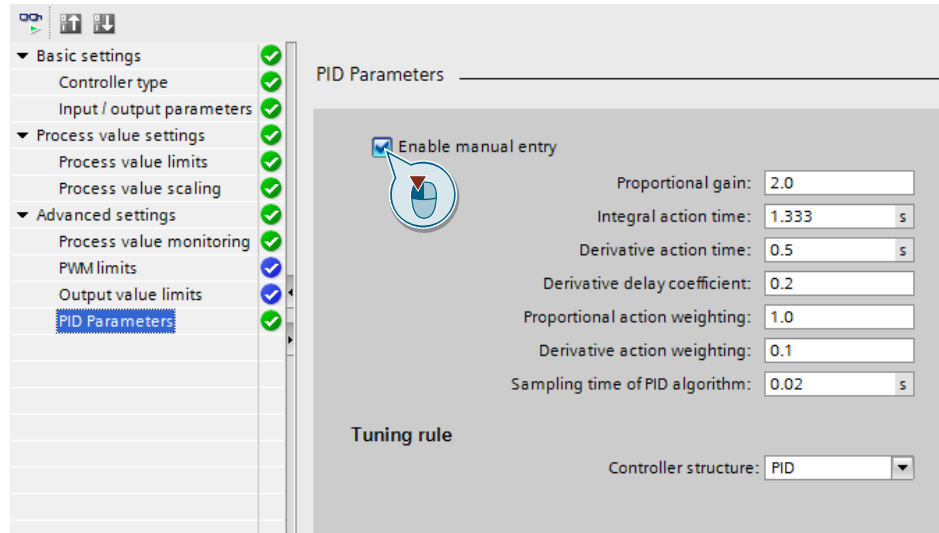 Basic settings
Controller type
Input / output parameters
Process value settings
Process value limits
Process value scaling
Advanced settings
Process value monitoring
PWM limits
Output value limits
PID Parameters
PID Parameters
Enable manual entry
Proportional gain: 2.0
Integral action time: 1.333 s
Derivative action time: 0.5 s
Derivative delay coefficient: 0.2
Proportional action weighting: 1.0
Derivative action weighting: 0.1
Sampling time of PID algorithm: 0.02 s
Tuning rule
Controller structure: PID